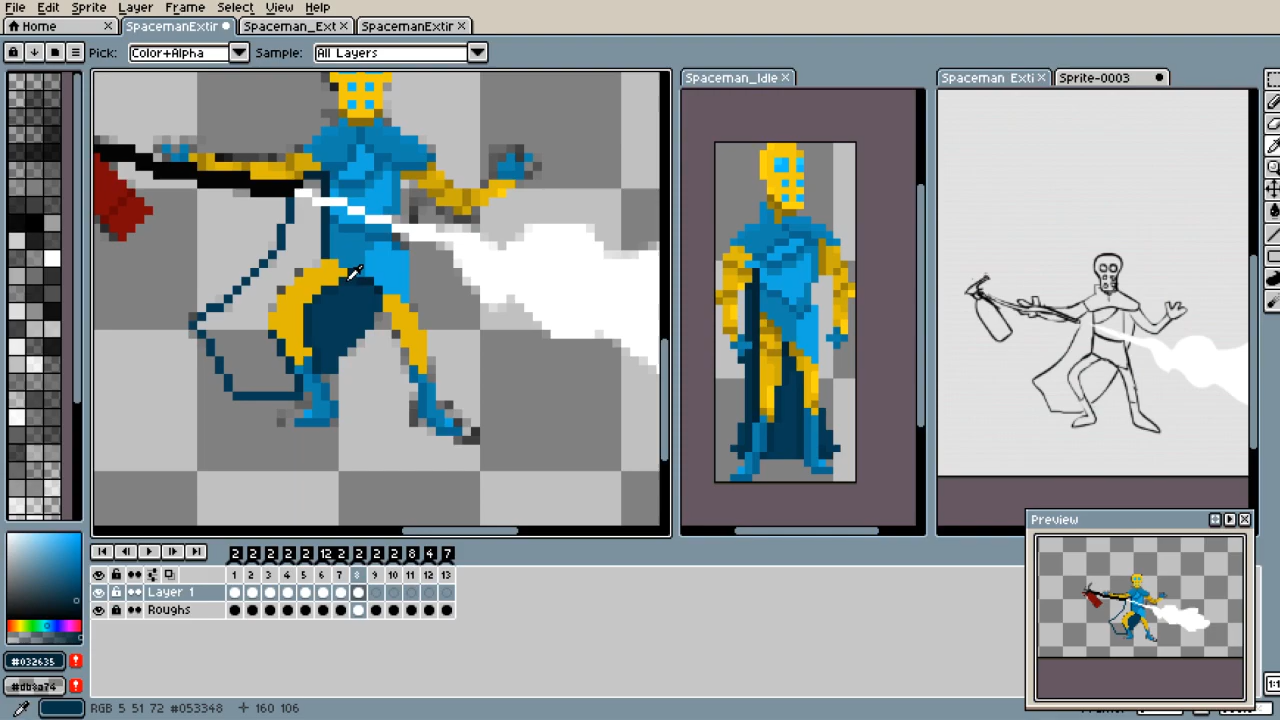 File Edit Sprite Layer Frame Select View Help
Home SpacemanExtir Spaceman_Ext SpacemanExtir
Pick: Color+Alpha Sample: All Layers
Spaceman_Idle Spaceman Exti Sprite-0003
Preview
2 2 2 2 2 12 2 2 2 2 8 4 7
1 2 3 4 5 6 7 8 9 10 11 12 13
Layer 1
Roughs
#032635
#db8a74
RGB 5 51 72 #053348 160 106
1:1